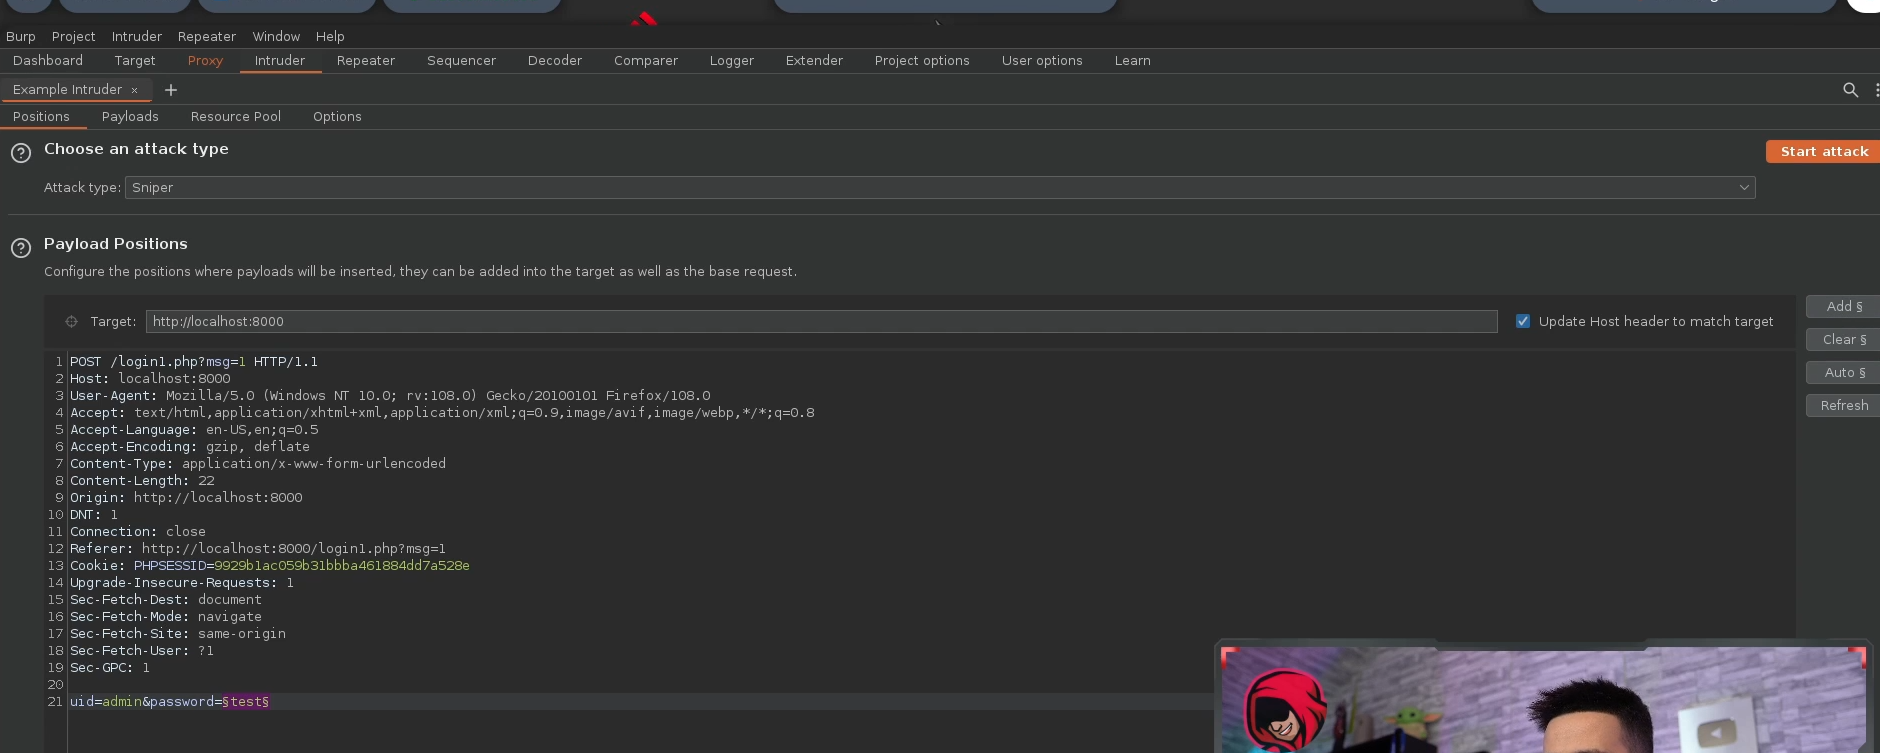 Burp Project Intruder Repeater Window Help
Dashboard Target Proxy Intruder Repeater Sequencer Decoder Comparer Logger Extender Project options User options Learn
Example Intruder × +
Positions Payloads Resource Pool Options
? Choose an attack type
Start attack
Attack type: Sniper
? Payload Positions
Configure the positions where payloads will be inserted, they can be added into the target as well as the base request.
Add §
Target: http://localhost:8000 Update Host header to match target
Clear §
Auto §
Refresh
1 POST /login1.php?msg=1 HTTP/1.1
2 Host: localhost:8000
3 User-Agent: Mozilla/5.0 (Windows NT 10.0; rv:108.0) Gecko/20100101 Firefox/108.0
4 Accept: text/html,application/xhtml+xml,application/xml;q=0.9,image/avif,image/webp,*/*;q=0.8
5 Accept-Language: en-US,en;q=0.5
6 Accept-Encoding: gzip, deflate
7 Content-Type: application/x-www-form-urlencoded
8 Content-Length: 22
9 Origin: http://localhost:8000
10 DNT: 1
11 Connection: close
12 Referer: http://localhost:8000/login1.php?msg=1
13 Cookie: PHPSESSID=9929b1ac059b31bbba461884dd7a528e
14 Upgrade-Insecure-Requests: 1
15 Sec-Fetch-Dest: document
16 Sec-Fetch-Mode: navigate
17 Sec-Fetch-Site: same-origin
18 Sec-Fetch-User: ?1
19 Sec-GPC: 1
20
21 uid=admin&password=§test§